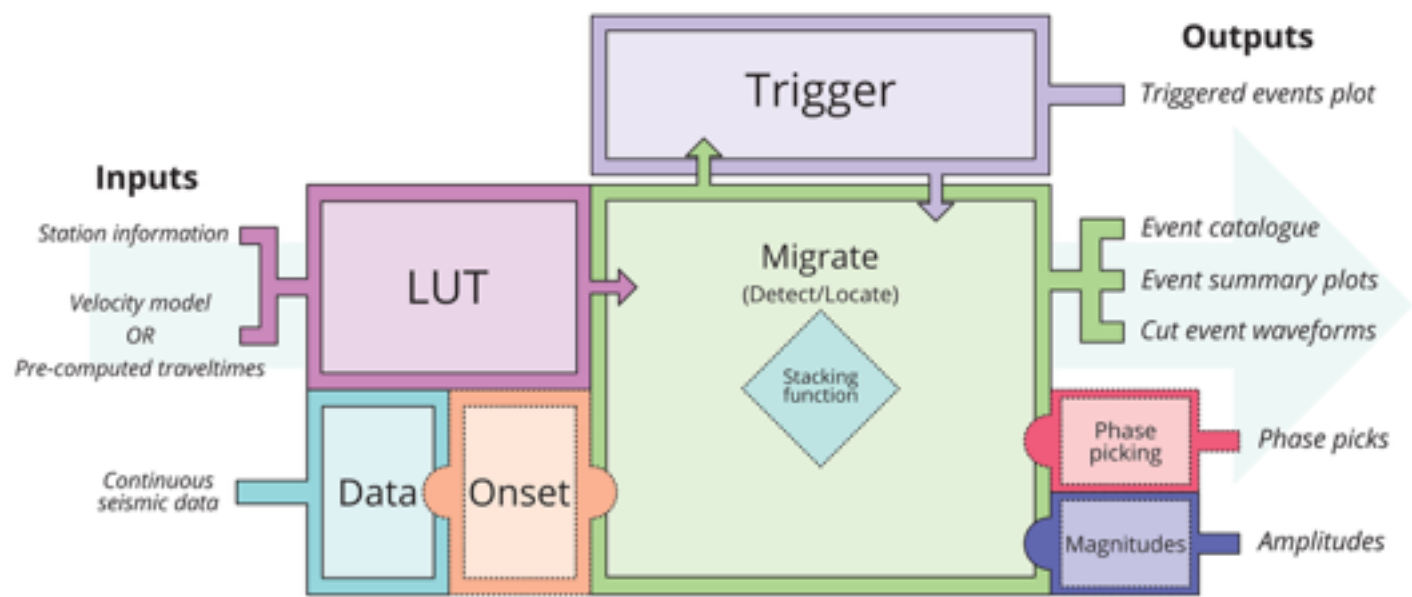 Outputs
Trigger
Triggered events plot
Inputs
Station information
LUT
Velocity model
OR
Pre-computed traveltimes
Migrate
(Detect/Locate)
Stacking
function
Event catalogue
Event summary plots
Cut event waveforms
Continuous
seismic data
Data
Onset
Phase
picking
Phase picks
Magnitudes
Amplitudes